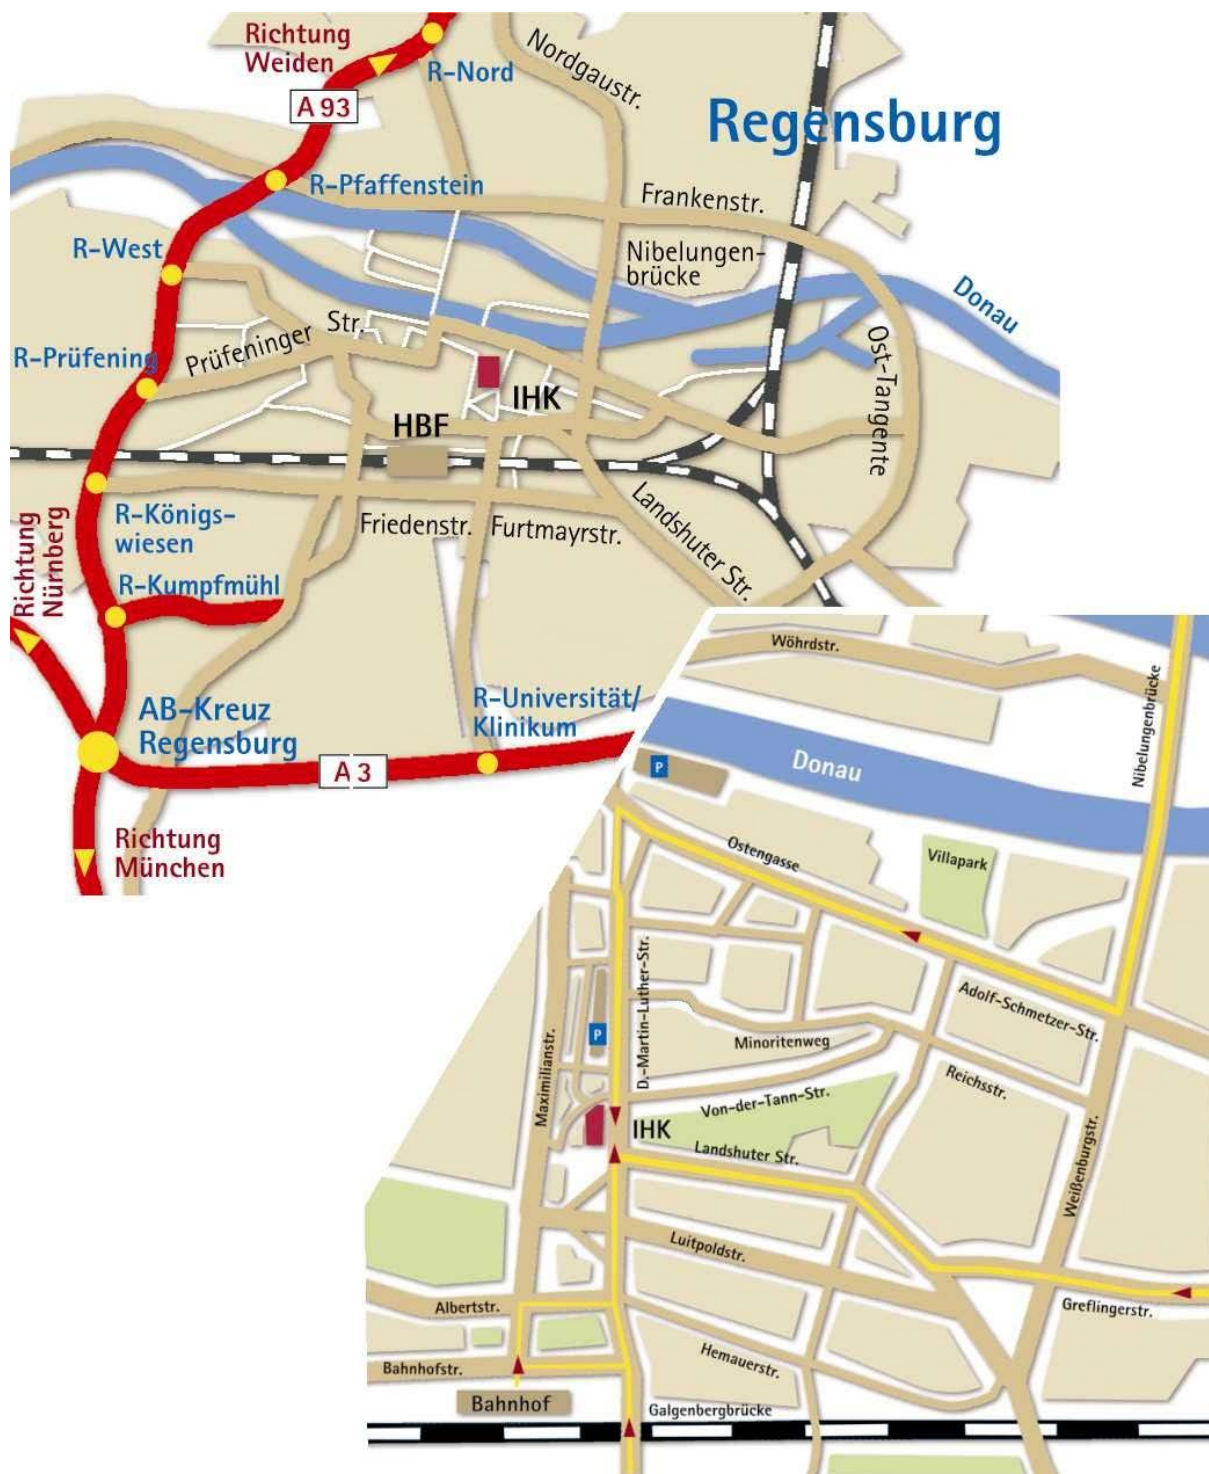 Richtung
Weiden
R-Nord
Nordgaustr.
A 93
Regensburg
R-Pfaffenstein
Frankenstr.
R-West
Nibelungen-
brücke
Donau
Prüfeninger Str.
R-Prüfening
Ost-Tangente
IHK
HBF
R-Königs-
wiesen
Friedenstr.
Furtmayrstr.
Landshuter Str.
Richtung
Nürnberg
R-Kumpfmühl
AB-Kreuz
Regensburg
R-Universität/
Klinikum
A 3
Richtung
München
Wöhrdstr.
Nibelungenbrücke
P
Donau
Ostengasse
Villapark
D.-Martin-Luther-Str.
Adolf-Schmetzer-Str.
P
Minoritenweg
Maximilianstr.
Reichsstr.
Von-der-Tann-Str.
IHK
Landshuter Str.
Weißenburgstr.
Luitpoldstr.
Albertstr.
Greflingerstr.
Bahnhofstr.
Hemauerstr.
Bahnhof
Galgenbergbrücke